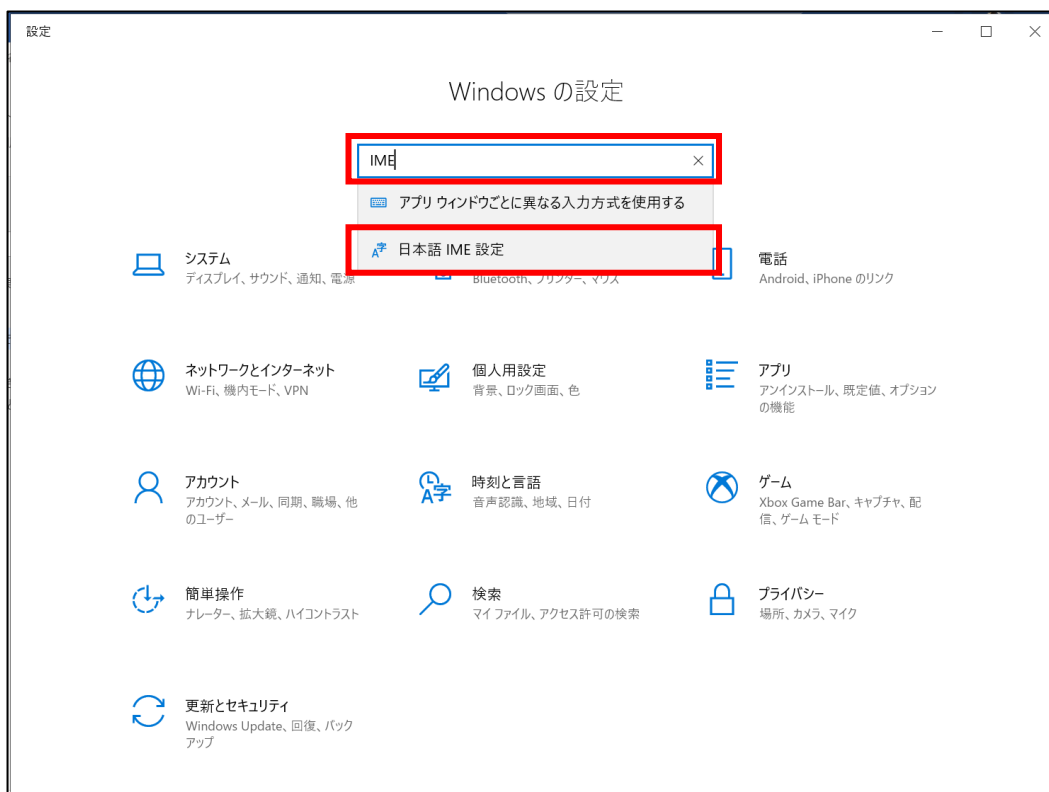 設定
Windows の設定
IME
アプリ ウィンドウごとに異なる入力方式を使用する
日本語 IME 設定
システム
ディスプレイ、サウンド、通知、電源
Bluetooth、プリンター、マウス
電話
Android、iPhone のリンク
ネットワークとインターネット
Wi-Fi、機内モード、VPN
個人用設定
背景、ロック画面、色
アプリ
アンインストール、既定値、オプション
の機能
アカウント
アカウント、メール、同期、職場、他
のユーザー
時刻と言語
音声認識、地域、日付
ゲーム
Xbox Game Bar、キャプチャ、配
信、ゲーム モード
簡単操作
ナレーター、拡大鏡、ハイコントラスト
検索
マイ ファイル、アクセス許可の検索
プライバシー
場所、カメラ、マイク
更新とセキュリティ
Windows Update、回復、バック
アップ